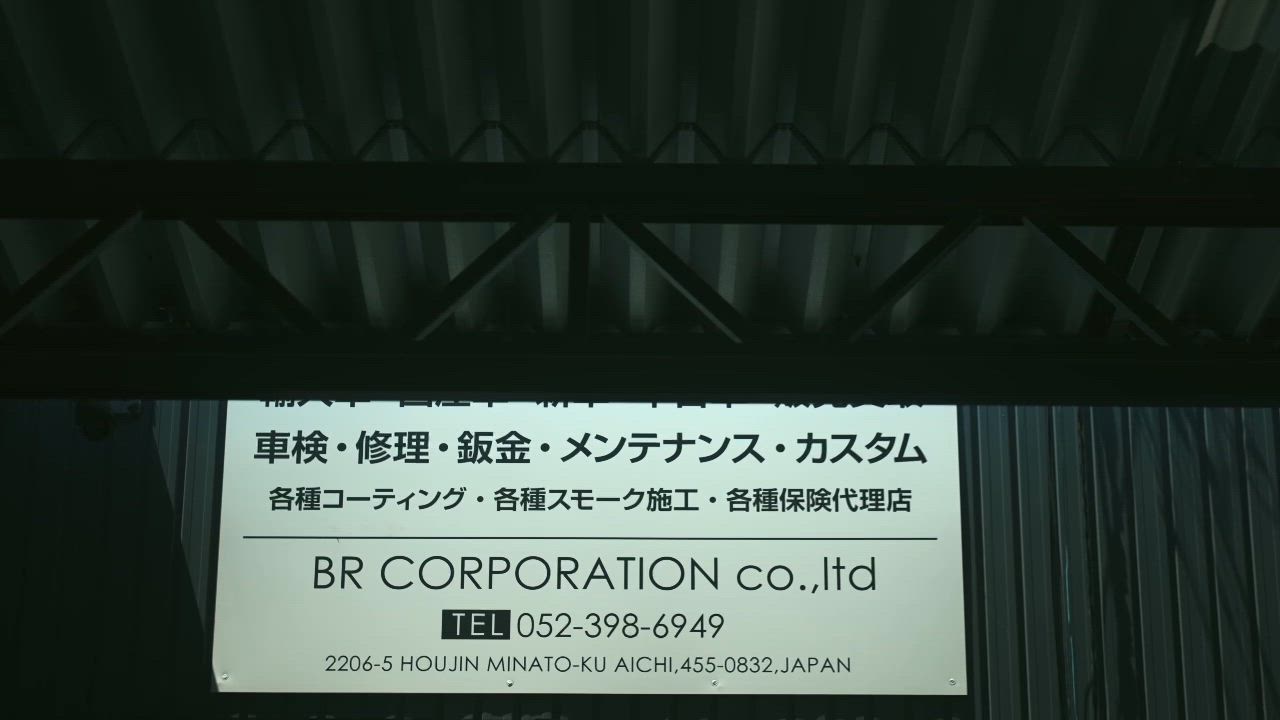 車検・修理・鈑金・メンテナンス・カスタム
各種コーティング・各種スモーク施工・各種保険代理店
BR CORPORATION co.,ltd
TEL 052-398-6949
2206-5 HOUJIN MINATO-KU AICHI,455-0832,JAPAN